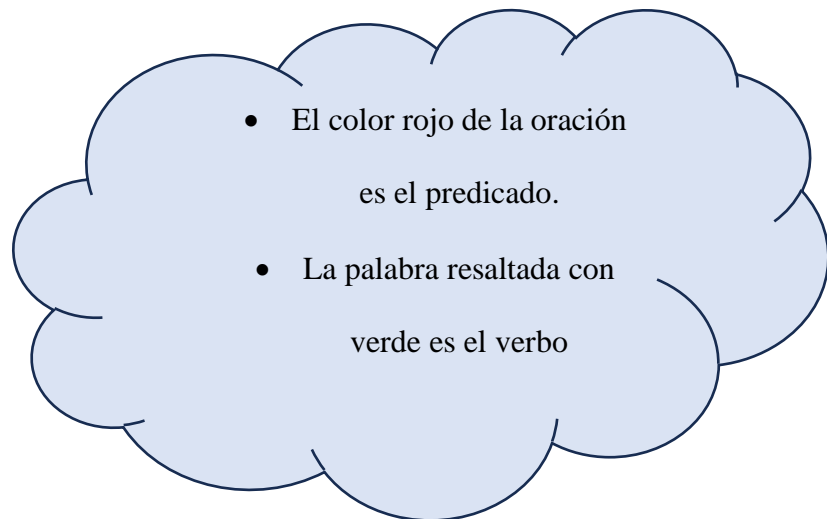 • El color rojo de la oración
es el predicado.
• La palabra resaltada con
verde es el verbo